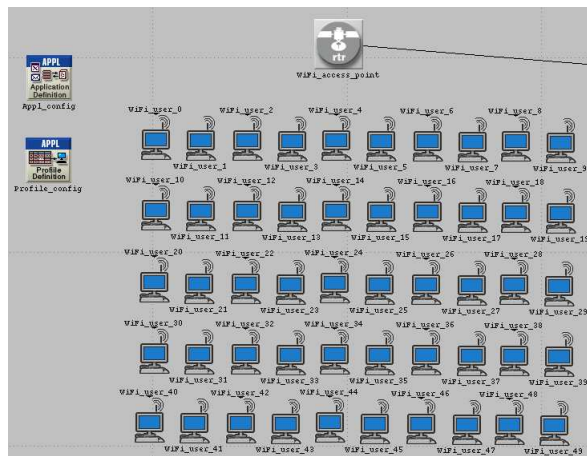 rtr
WiFi_access_point
APPL
Application
Definition
Appl_config
APPL
Profile
Definition
Profile_config
WiFi_user_0 WiFi_user_2 WiFi_user_4 WiFi_user_6 WiFi_user_8
WiFi_user_1 WiFi_user_3 WiFi_user_5 WiFi_user_7 WiFi_user_9
WiFi_user_10 WiFi_user_12 WiFi_user_14 WiFi_user_16 WiFi_user_18
WiFi_user_11 WiFi_user_13 WiFi_user_15 WiFi_user_17 WiFi_user_19
WiFi_user_20 WiFi_user_22 WiFi_user_24 WiFi_user_26 WiFi_user_28
WiFi_user_21 WiFi_user_23 WiFi_user_25 WiFi_user_27 WiFi_user_29
WiFi_user_30 WiFi_user_32 WiFi_user_34 WiFi_user_36 WiFi_user_38
WiFi_user_31 WiFi_user_33 WiFi_user_35 WiFi_user_37 WiFi_user_39
WiFi_user_40 WiFi_user_42 WiFi_user_44 WiFi_user_46 WiFi_user_48
WiFi_user_41 WiFi_user_43 WiFi_user_45 WiFi_user_47 WiFi_user_49